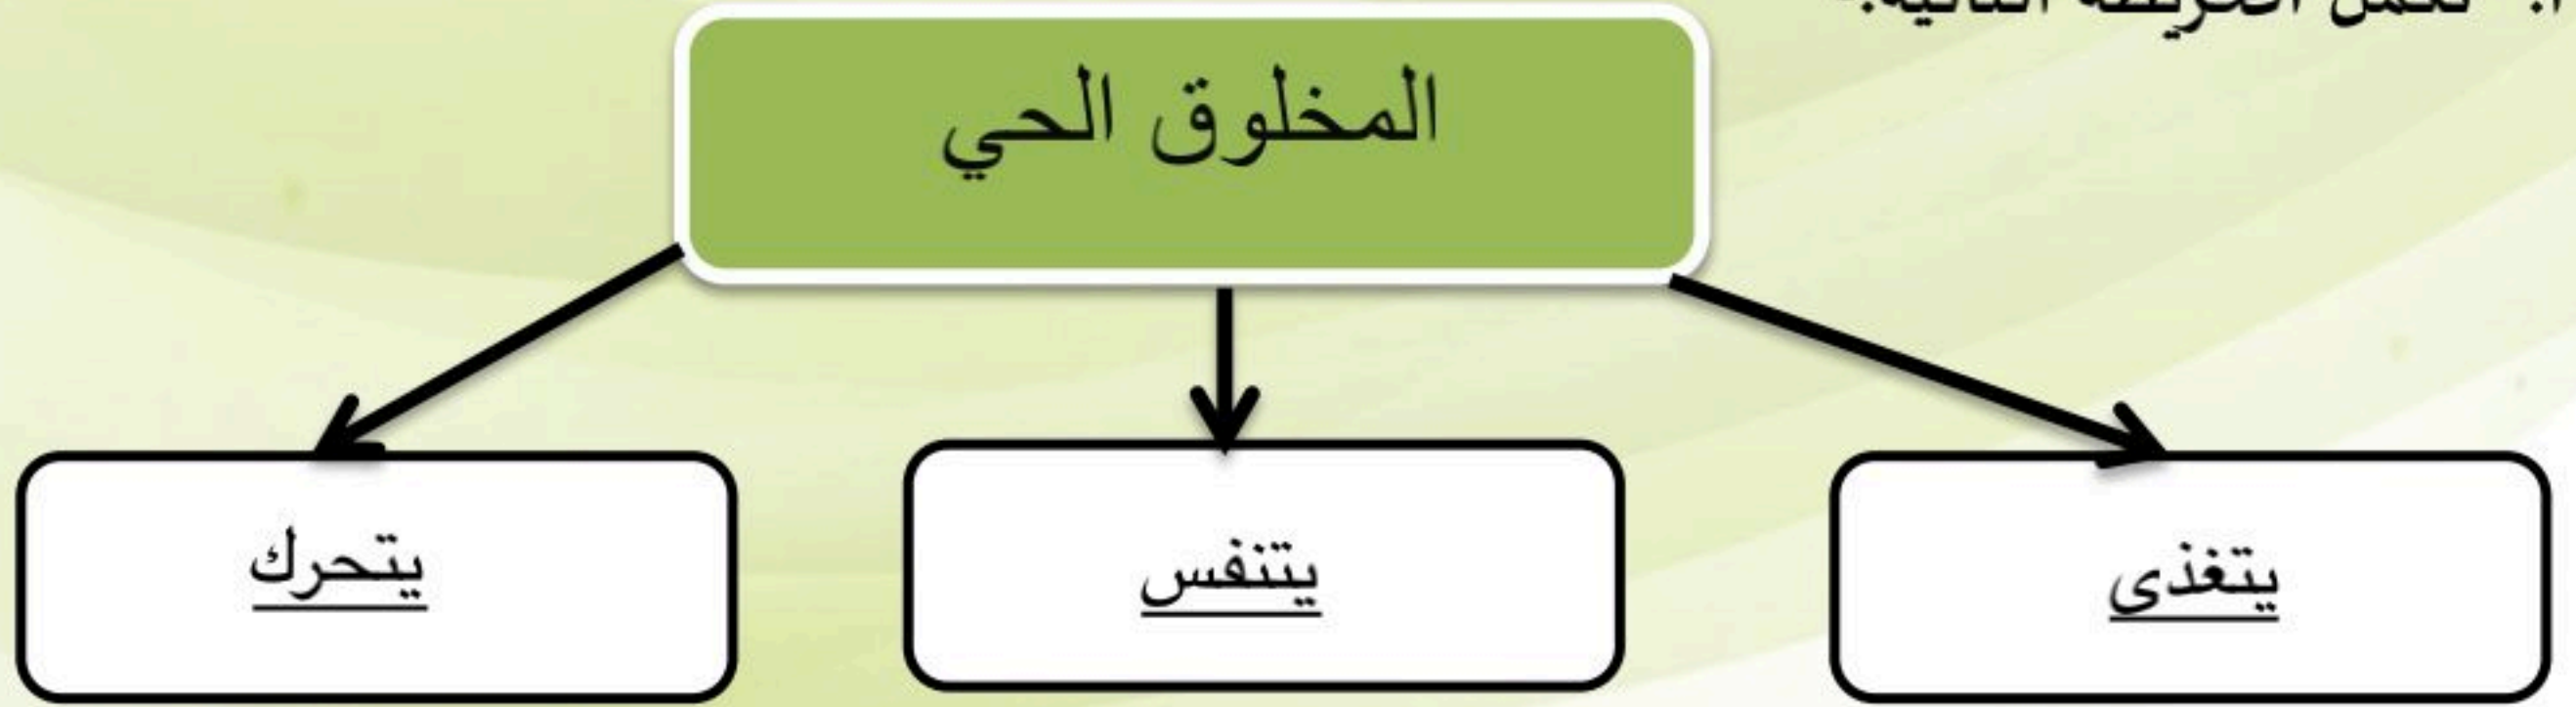 المخلوق الحي
يتغذى
يتنفس
يتحرك